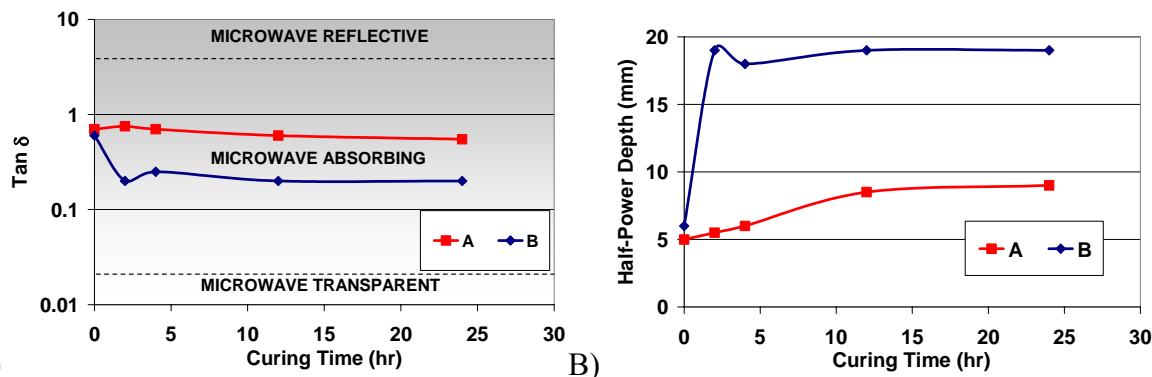 10
1
0.1
0.01
Tan δ
MICROWAVE REFLECTIVE
MICROWAVE ABSORBING
MICROWAVE TRANSPARENT
A B
0 5 10 15 20 25 30
Curing Time (hr)
B)
20
15
10
5
0
Half-Power Depth (mm)
A B
0 5 10 15 20 25 30
Curing Time (hr)